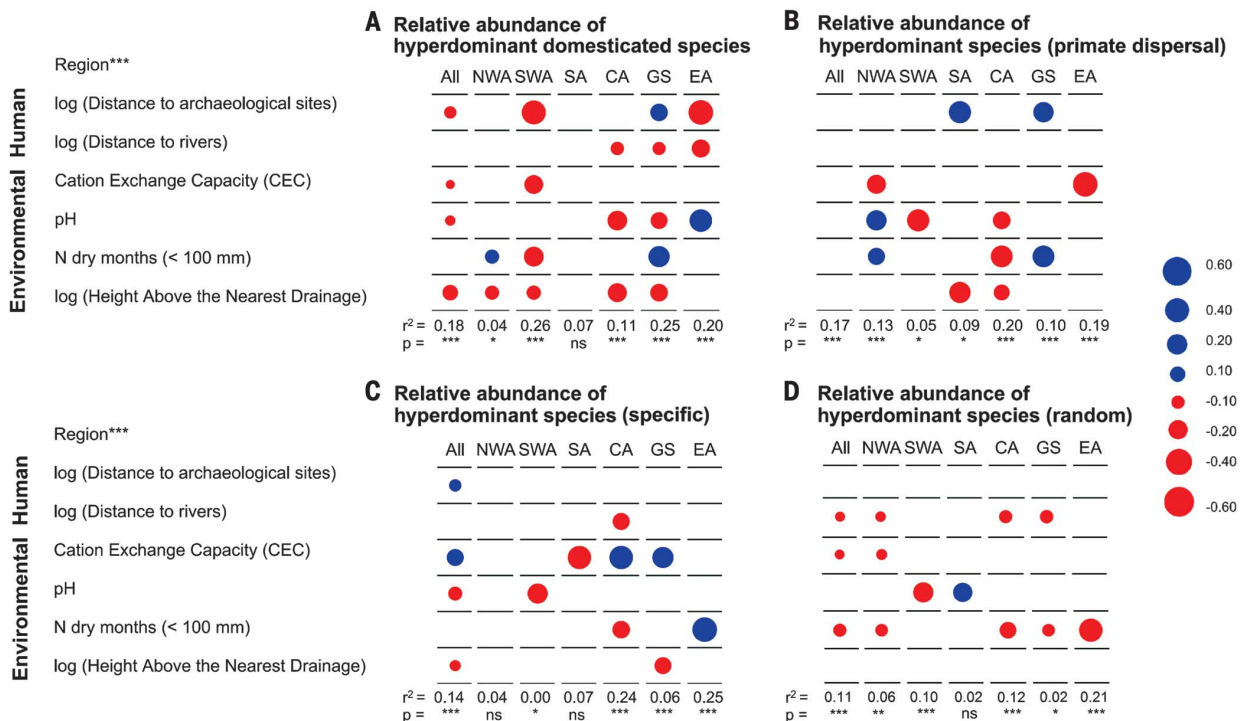 A Relative abundance of
hyperdominant domesticated species
All NWA SWA SA CA GS EA
B Relative abundance of
hyperdominant species (primate dispersal)
All NWA SWA SA CA GS EA
Human
Environmental
Region***
log (Distance to archaeological sites)
log (Distance to rivers)
Cation Exchange Capacity (CEC)
pH
N dry months (< 100 mm)
log (Height Above the Nearest Drainage)
r² = 0.18 0.04 0.26 0.07 0.11 0.25 0.20
p = *** * *** ns *** *** ***
r² = 0.17 0.13 0.05 0.09 0.20 0.10 0.19
p = *** *** * * *** *** ***
0.60
0.40
0.20
0.10
-0.10
-0.20
-0.40
-0.60
C Relative abundance of
hyperdominant species (specific)
All NWA SWA SA CA GS EA
D Relative abundance of
hyperdominant species (random)
All NWA SWA SA CA GS EA
Human
Environmental
Region***
log (Distance to archaeological sites)
log (Distance to rivers)
Cation Exchange Capacity (CEC)
pH
N dry months (< 100 mm)
log (Height Above the Nearest Drainage)
r² = 0.14 0.04 0.00 0.07 0.24 0.06 0.25
p = *** ns * ns *** *** ***
r² = 0.11 0.06 0.10 0.02 0.12 0.02 0.21
p = *** ** *** ns *** * ***